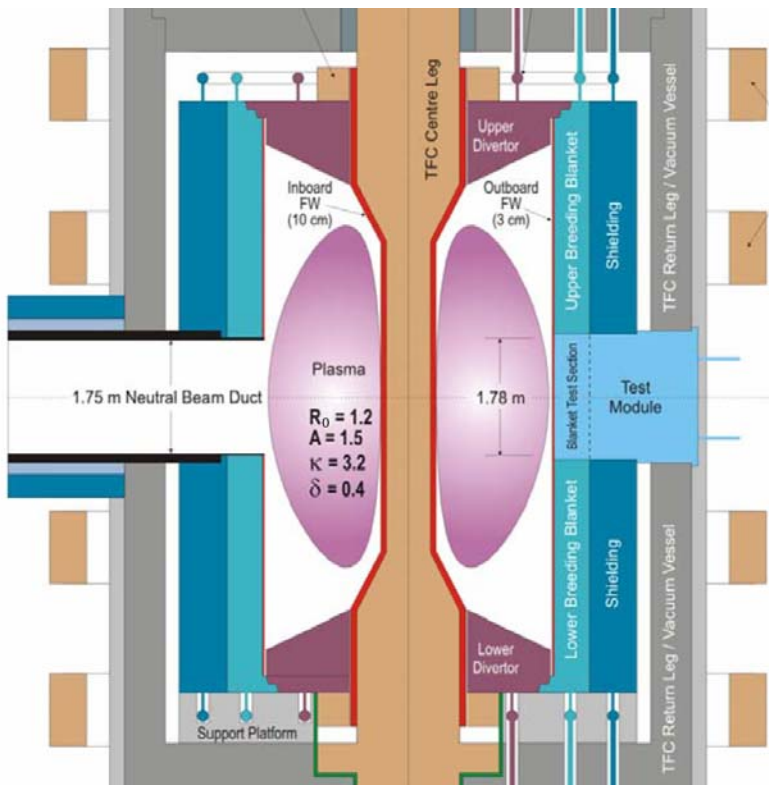 TFC Centre Leg
Upper
Divertor
Inboard
FW
(10 cm)
Outboard
FW
(3 cm)
Upper Breeding Blanket
Shielding
TFC Return Leg / Vacuum Vessel
1.75 m Neutral Beam Duct
Plasma
R₀ = 1.2
A = 1.5
κ = 3.2
δ = 0.4
1.78 m
Blanket Test Section
Test
Module
Lower
Divertor
Lower Breeding Blanket
Shielding
TFC Return Leg / Vacuum Vessel
Support Platform